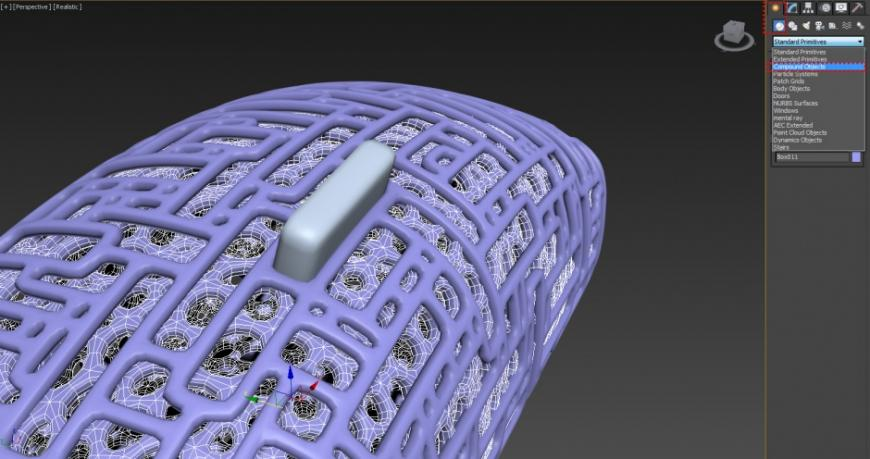 [+] [Perspective] [Realistic]
Standard Primitives
Standard Primitives
Extended Primitives
Compound Objects
Particle Systems
Patch Grids
Body Objects
Doors
NURBS Surfaces
Windows
mental ray
AEC Extended
Point Cloud Objects
Dynamics Objects
Stairs
Box011